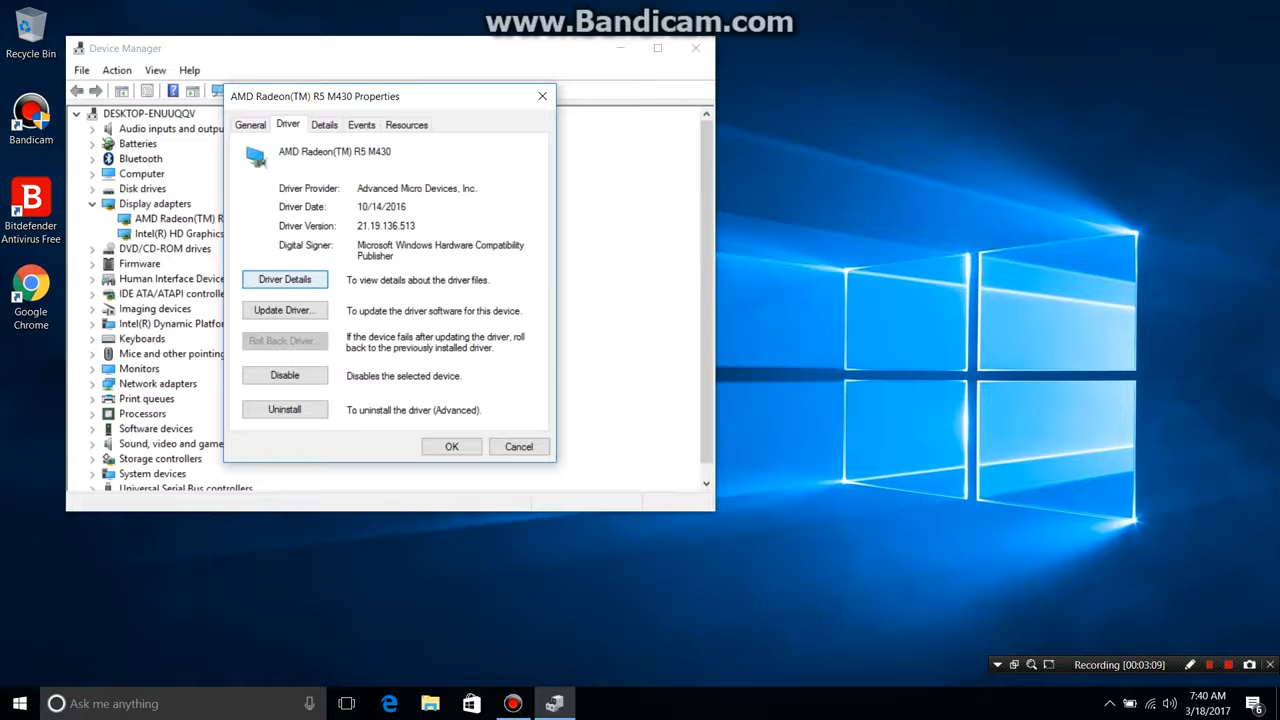 www.Bandicam.com
Recycle Bin
Bandicam
Bitdefender
Antivirus Free
Google
Chrome
Device Manager
File Action View Help
DESKTOP-ENUUQQV
Audio inputs and outpu
Batteries
Bluetooth
Computer
Disk drives
Display adapters
AMD Radeon(TM) R
Intel(R) HD Graphics
DVD/CD-ROM drives
Firmware
Human Interface Device
IDE ATA/ATAPI controlle
Imaging devices
Intel(R) Dynamic Platfor
Keyboards
Mice and other pointing
Monitors
Network adapters
Print queues
Processors
Software devices
Sound, video and game
Storage controllers
System devices
Universal Serial Bus controllers
AMD Radeon(TM) R5 M430 Properties
General Driver Details Events Resources
AMD Radeon(TM) R5 M430
Driver Provider: Advanced Micro Devices, Inc.
Driver Date: 10/14/2016
Driver Version: 21.19.136.513
Digital Signer: Microsoft Windows Hardware Compatibility
Publisher
Driver Details To view details about the driver files.
Update Driver... To update the driver software for this device.
Roll Back Driver... If the device fails after updating the driver, roll
back to the previously installed driver.
Disable Disables the selected device.
Uninstall To uninstall the driver (Advanced).
OK Cancel
Recording [00:03:09]
Ask me anything
7:40 AM
3/18/2017
6